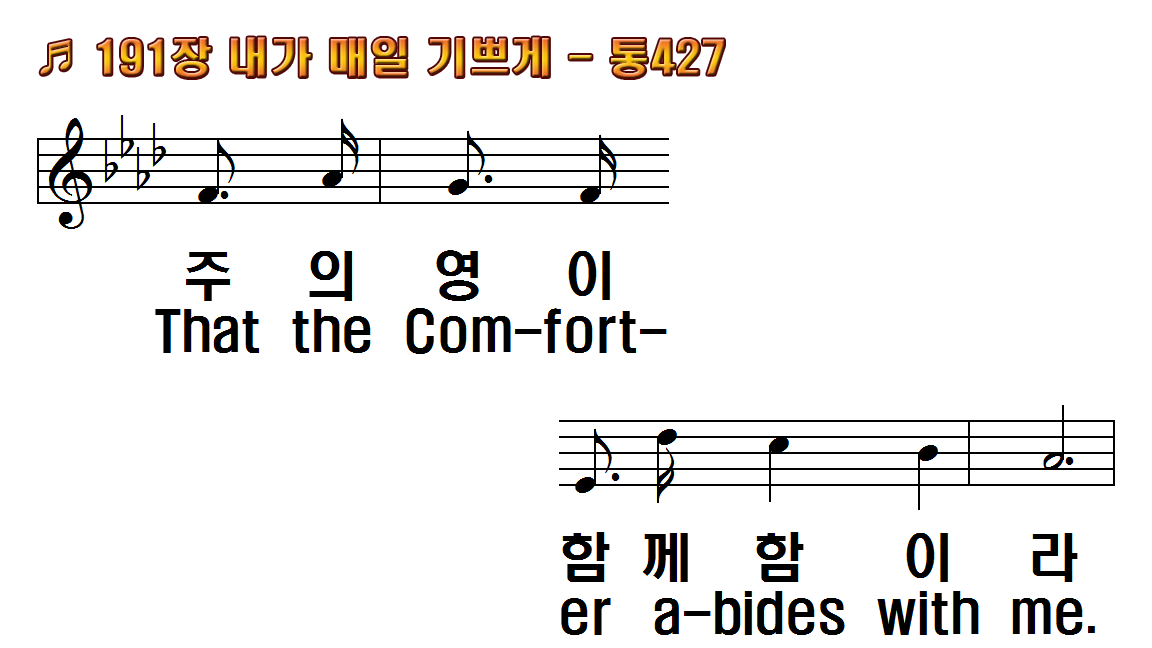 191장 내가 매일 기쁘게 - 통427
주 의 영 이
That the Com-fort-
함 께 함 이 라
er a-bides with me.